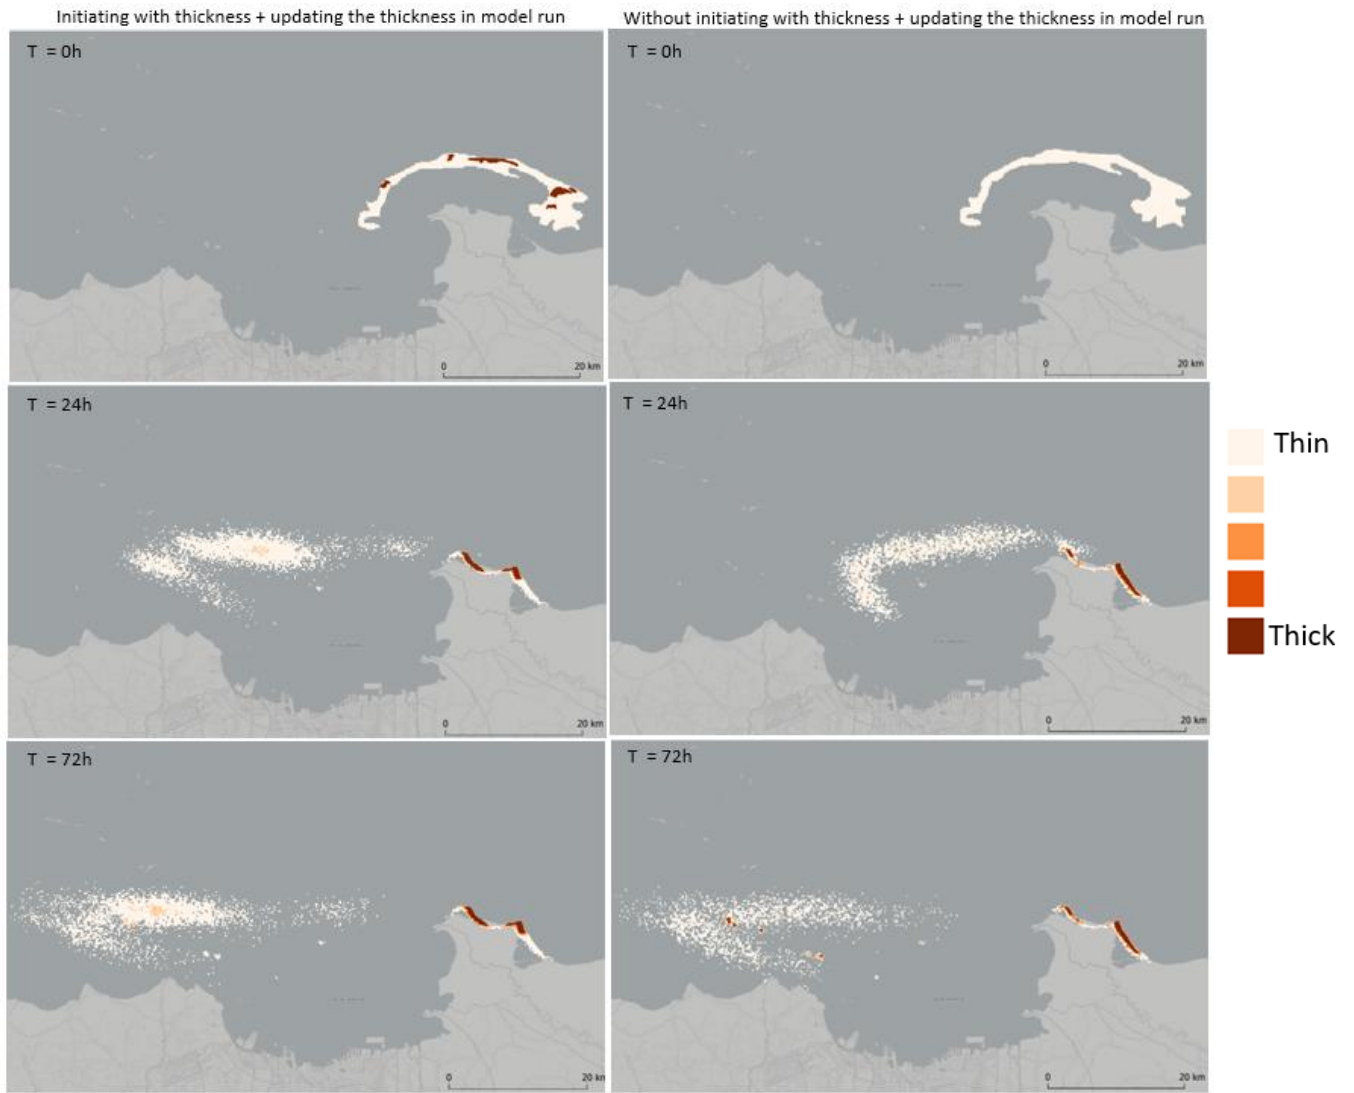 Initiating with thickness + updating the thickness in model run
Without initiating with thickness + updating the thickness in model run
T = 0h
T = 0h
0 20 km
0 20 km
T = 24h
T = 24h
Thin
Thick
0 20 km
0 20 km
T = 72h
T = 72h
0 20 km
0 20 km